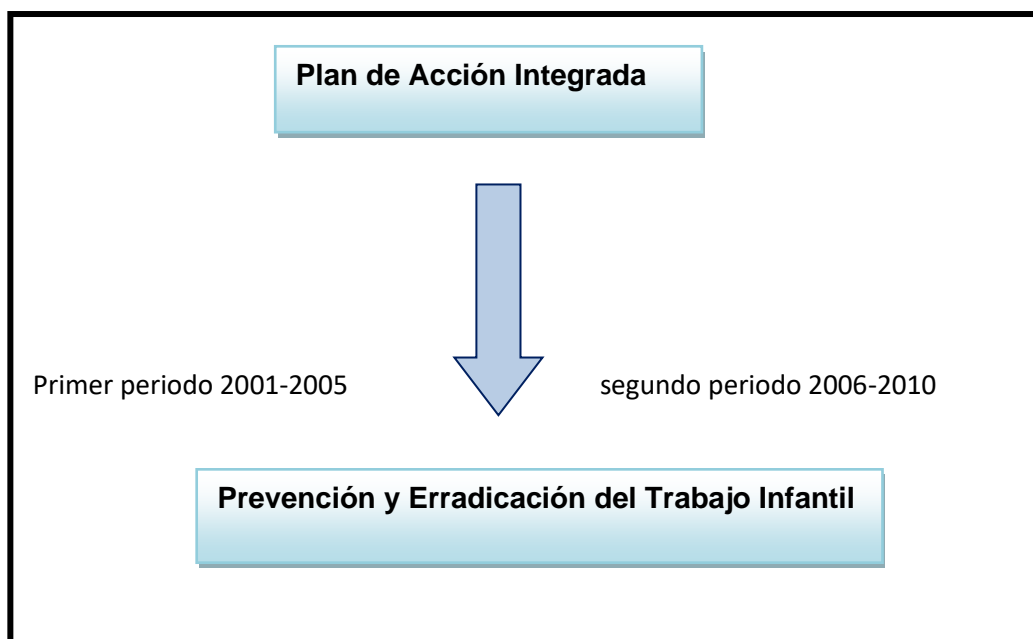 Plan de Acción Integrada
Primer periodo 2001-2005
segundo periodo 2006-2010
Prevención y Erradicación del Trabajo Infantil